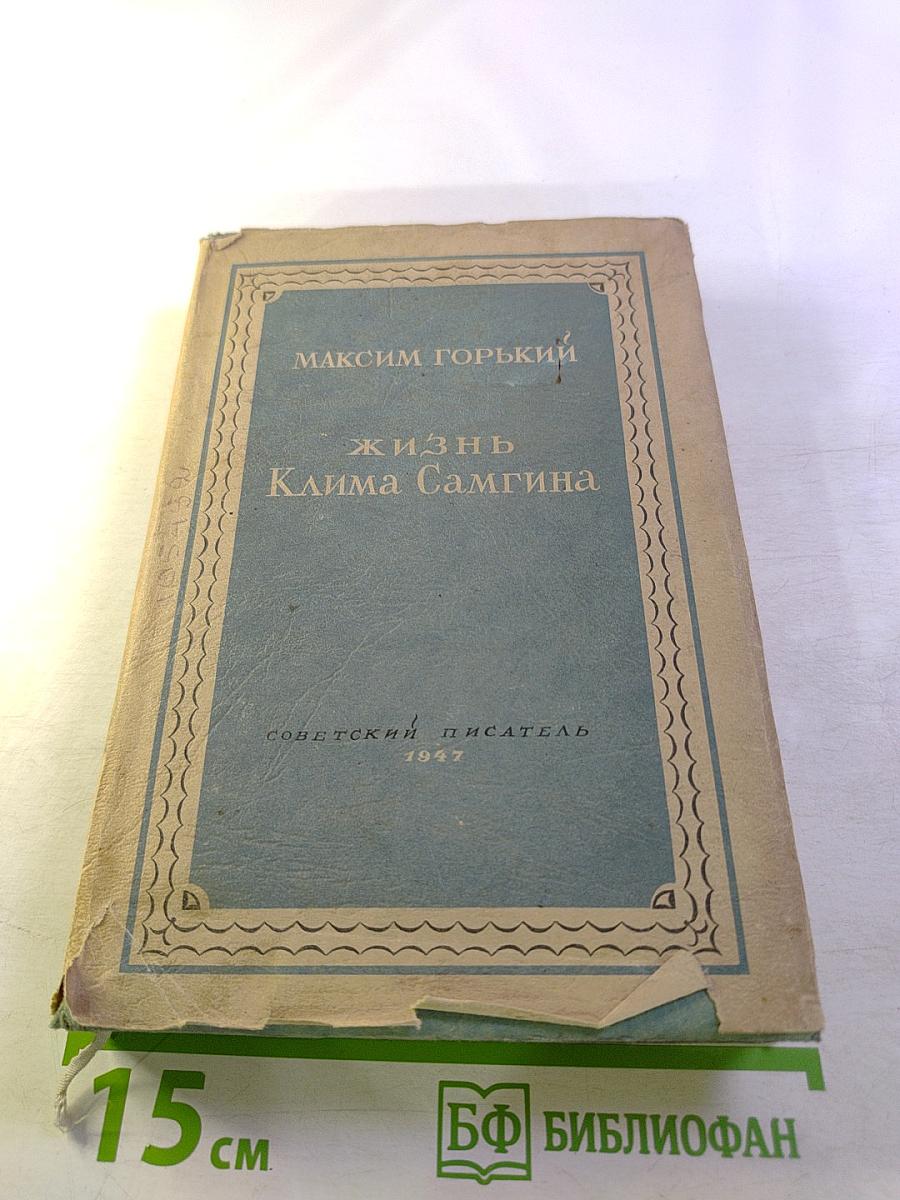 МАКСИМ ГОРЬКИЙ
ЖИЗНЬ
Клима Самгина
СОВЕТСКИЙ ПИСАТЕЛЬ
1947
15 см
БФ БИБЛИОФАН